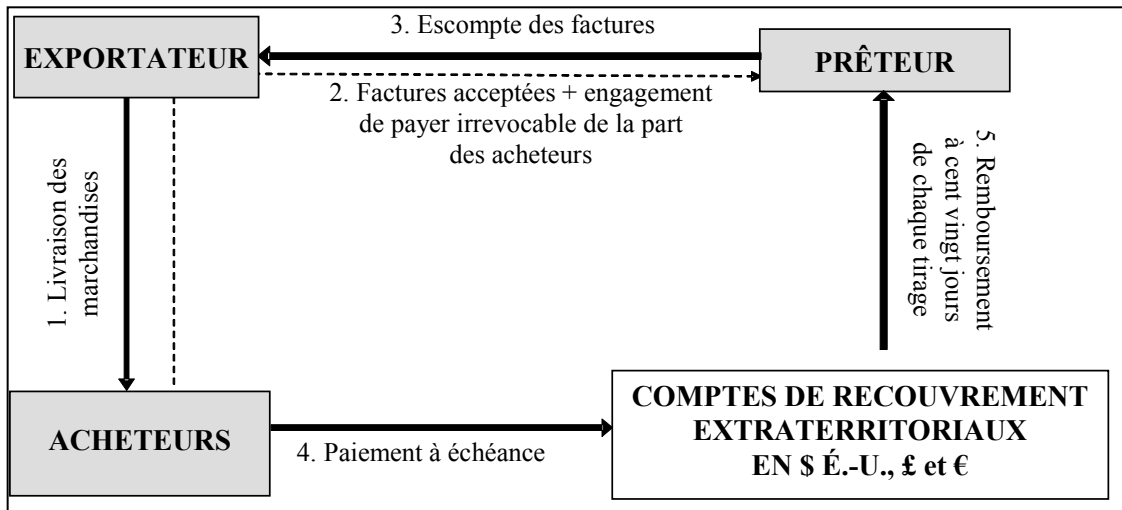 3. Escompte des factures
EXPORTATEUR
PRÊTEUR
2. Factures acceptées + engagement
de payer irrevocable de la part
des acheteurs
1. Livraison des
marchandises
5. Remboursement
à cent vingt jours
de chaque tirage
ACHETEURS
4. Paiement à échéance
COMPTES DE RECOUVREMENT
EXTRATERRITORIAUX
EN $ É.-U., £ et €